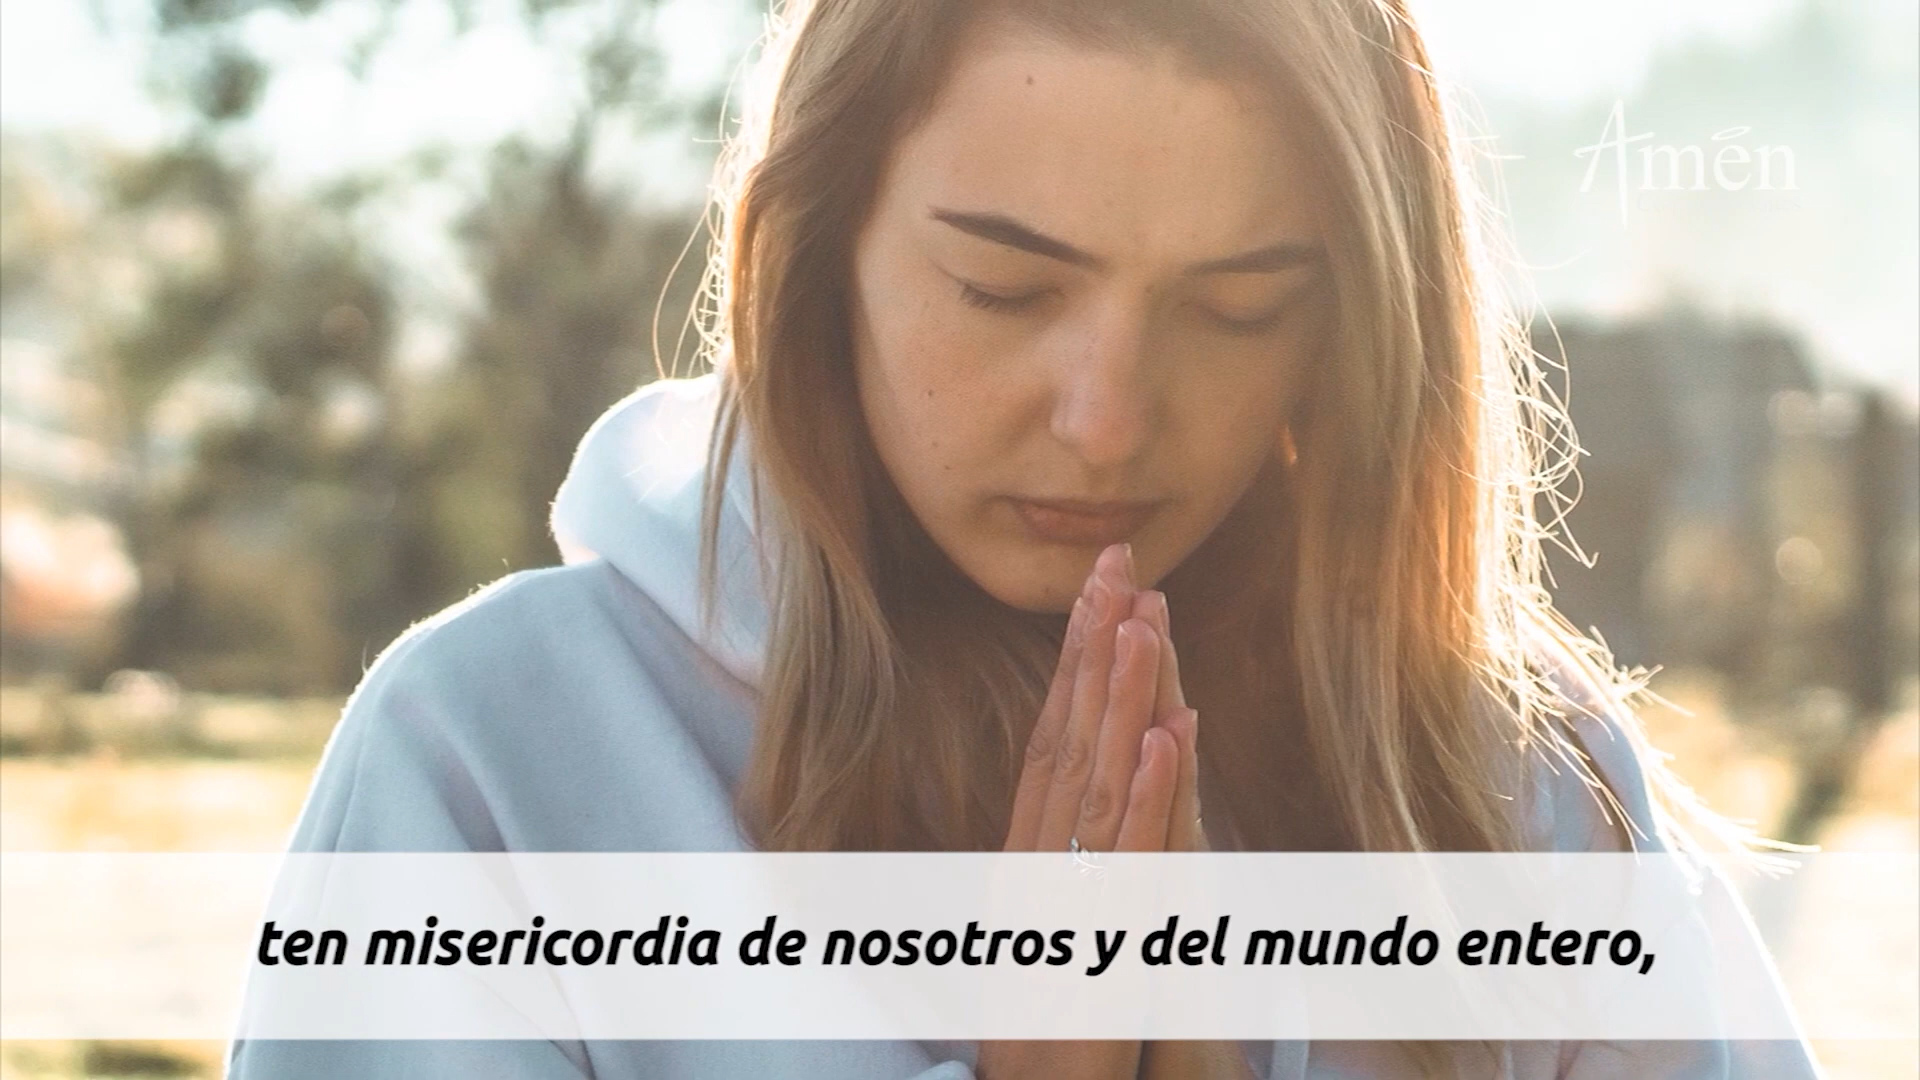 Amén
ten misericordia de nosotros y del mundo entero,